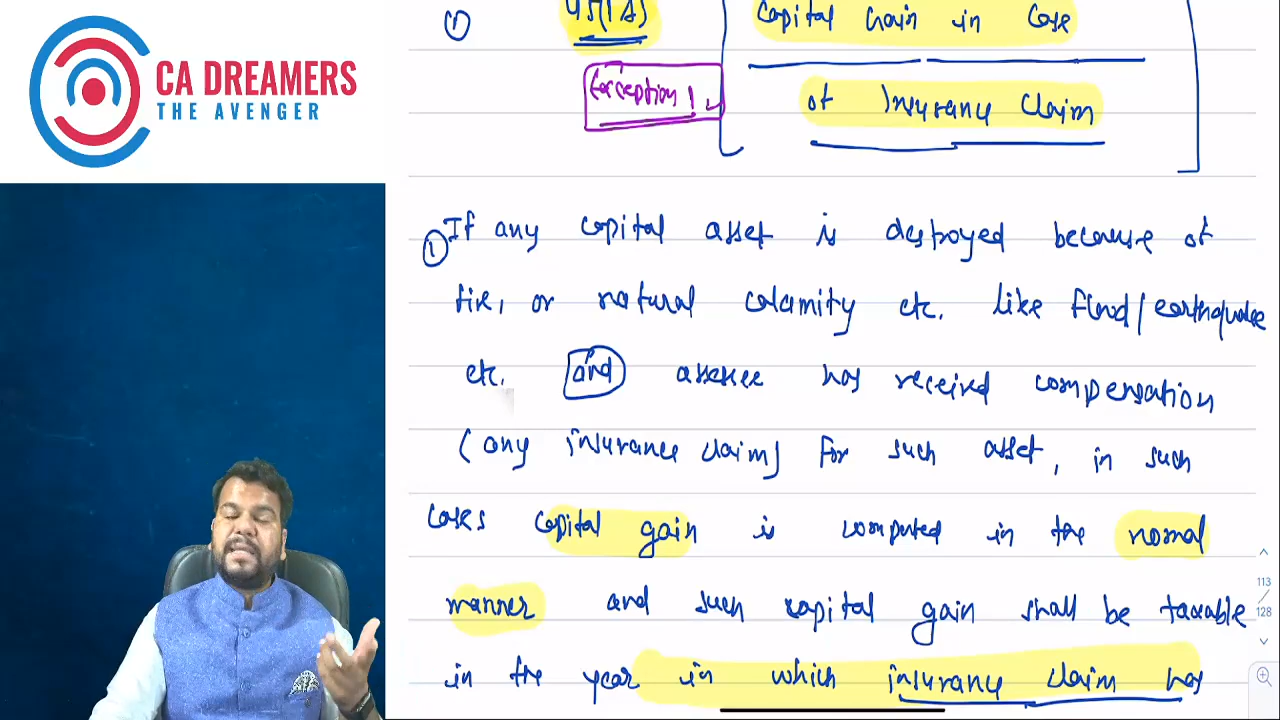 CA DREAMERS
THE AVENGER
① 45(1A) Capital Gain in Case
Exception 1 of Insurance Claim
① If any capital asset is destroyed because of
fire, or natural calamity etc. like flood/earthquake
etc. and assessee has received compensation
(any insurance claim) for such asset, in such
cases capital gain is computed in the normal
manner and such capital gain shall be taxable
in the year in which insurance claim has
113
/
128